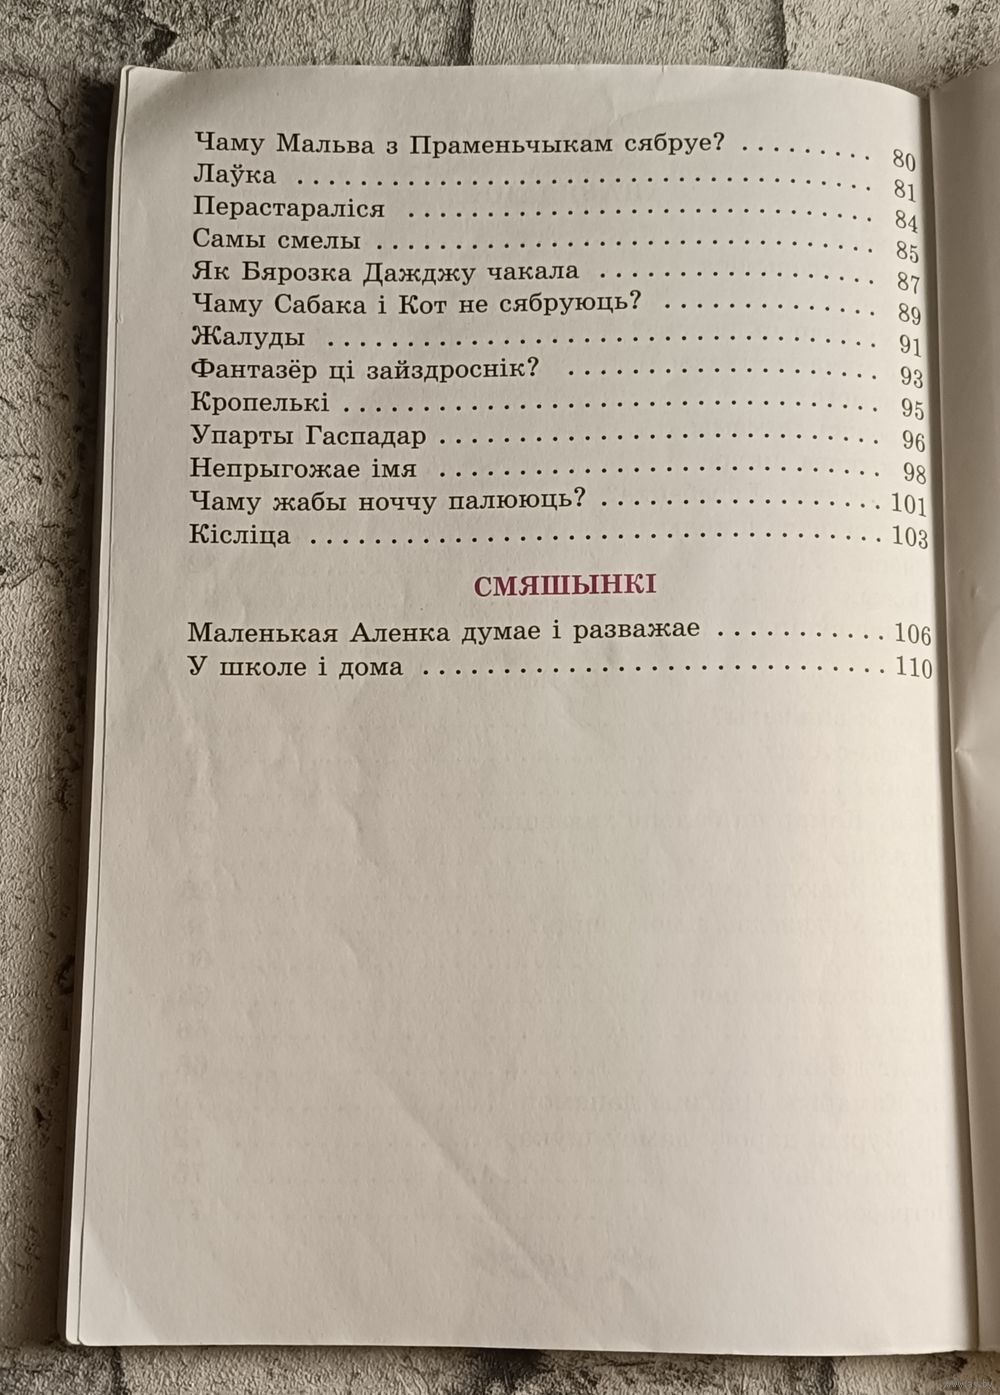 Чаму Мальва з Праменьчыкам сябруе? . . . . . . . . . 80
Лаўка . . . . . . . . . . . . . . . . . . . . . . . . . . . . . . . . . . . . . 81
Перастараліся . . . . . . . . . . . . . . . . . . . . . . . . . . . . . . 84
Самы смелы . . . . . . . . . . . . . . . . . . . . . . . . . . . . . . . . 85
Як Бярозка Дажджу чакала . . . . . . . . . . . . . . . . . . 87
Чаму Сабака і Кот не сябруюць? . . . . . . . . . . . . . . 89
Жалуды . . . . . . . . . . . . . . . . . . . . . . . . . . . . . . . . . . . 91
Фантазёр ці зайздроснік? . . . . . . . . . . . . . . . . . . . . 93
Кропелькі . . . . . . . . . . . . . . . . . . . . . . . . . . . . . . . . . . 95
Упарты Гаспадар . . . . . . . . . . . . . . . . . . . . . . . . . . . . 96
Непрыгожае імя . . . . . . . . . . . . . . . . . . . . . . . . . . . . 98
Чаму жабы ноччу палююць? . . . . . . . . . . . . . . . . . . 101
Кісліца . . . . . . . . . . . . . . . . . . . . . . . . . . . . . . . . . . . . 103
СМЯШЫНКІ
Маленькая Аленка думае і разважае . . . . . . . . . . . 106
У школе і дома . . . . . . . . . . . . . . . . . . . . . . . . . . . . . . 110